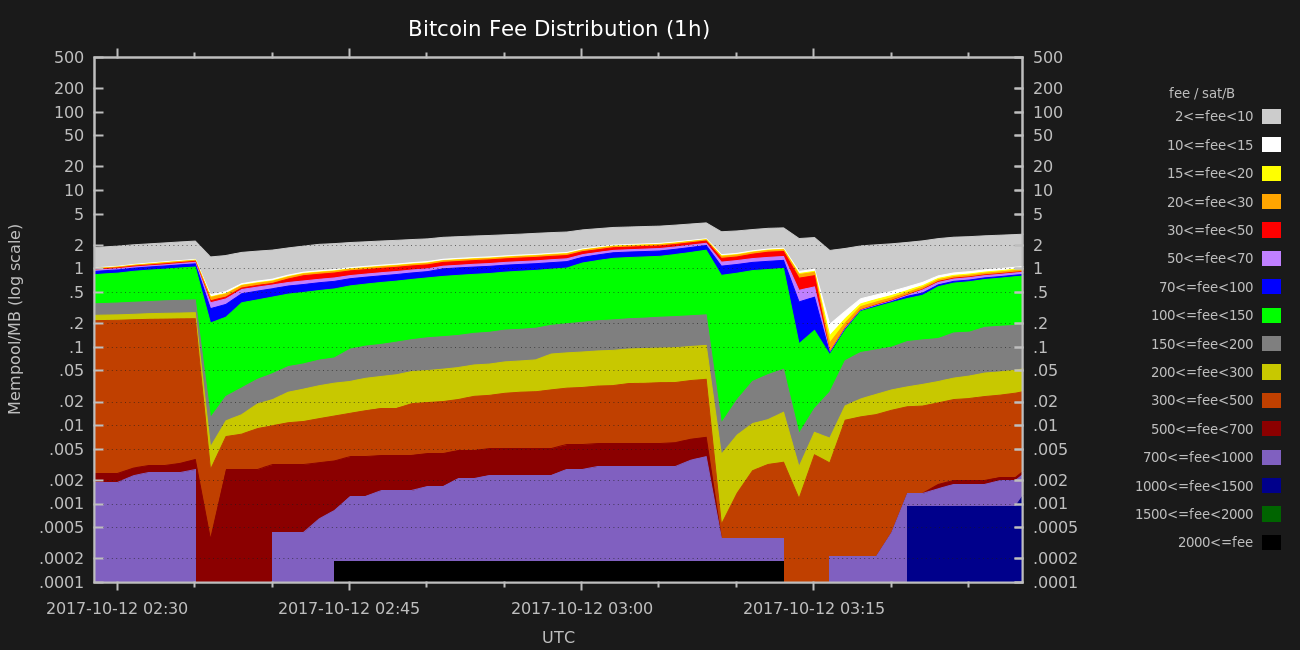 Bitcoin Fee Distribution (1h)
500 500
200 200
100 100
50 50
20 20
10 10
5 5
2 2
1 1
.5 .5
.2 .2
.1 .1
.05 .05
.02 .02
.01 .01
.005 .005
.002 .002
.001 .001
.0005 .0005
.0002 .0002
.0001 .0001
Mempool/MB (log scale)
2017-10-12 02:30 2017-10-12 02:45 2017-10-12 03:00 2017-10-12 03:15
UTC
fee / sat/B
2<=fee<10
10<=fee<15
15<=fee<20
20<=fee<30
30<=fee<50
50<=fee<70
70<=fee<100
100<=fee<150
150<=fee<200
200<=fee<300
300<=fee<500
500<=fee<700
700<=fee<1000
1000<=fee<1500
1500<=fee<2000
2000<=fee